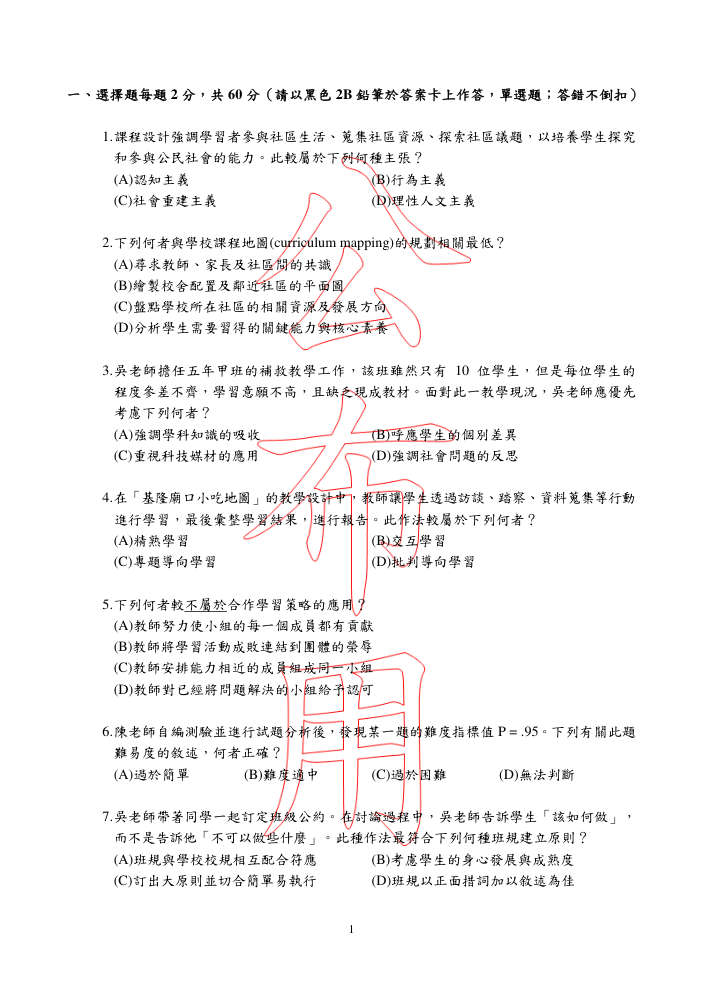 一、選擇題每題 2 分，共 60 分（請以黑色 2B 鉛筆於答案卡上作答，單選題；答錯不倒扣）
1.課程設計強調學習者參與社區生活、蒐集社區資源、探索社區議題，以培養學生探究
和參與公民社會的能力。此較屬於下列何種主張？
(A)認知主義 (B)行為主義
(C)社會重建主義 (D)理性人文主義
2.下列何者與學校課程地圖(curriculum mapping)的規劃相關最低？
(A)尋求教師、家長及社區間的共識
(B)繪製校舍配置及鄰近社區的平面圖
(C)盤點學校所在社區的相關資源及發展方向
(D)分析學生需要習得的關鍵能力與核心素養
3.吳老師擔任五年甲班的補救教學工作，該班雖然只有 10 位學生，但是每位學生的
程度參差不齊，學習意願不高，且缺乏現成教材。面對此一教學現況，吳老師應優先
考慮下列何者？
(A)強調學科知識的吸收 (B)呼應學生的個別差異
(C)重視科技媒材的應用 (D)強調社會問題的反思
4.在「基隆廟口小吃地圖」的教學設計中，教師讓學生透過訪談、踏察、資料蒐集等行動
進行學習，最後彙整學習結果，進行報告。此作法較屬於下列何者？
(A)精熟學習 (B)交互學習
(C)專題導向學習 (D)批判導向學習
5.下列何者較不屬於合作學習策略的應用？
(A)教師努力使小組的每一個成員都有貢獻
(B)教師將學習活動成敗連結到團體的榮辱
(C)教師安排能力相近的成員組成同一小組
(D)教師對已經將問題解決的小組給予認可
6.陳老師自編測驗並進行試題分析後，發現某一題的難度指標值 P = .95。下列有關此題
難易度的敘述，何者正確？
(A)過於簡單 (B)難度適中 (C)過於困難 (D)無法判斷
7.吳老師帶著同學一起訂定班級公約。在討論過程中，吳老師告訴學生「該如何做」，
而不是告訴他「不可以做些什麼」。此種作法最符合下列何種班規建立原則？
(A)班規與學校校規相互配合符應 (B)考慮學生的身心發展與成熟度
(C)訂出大原則並切合簡單易執行 (D)班規以正面措詞加以敘述為佳
1
公布用